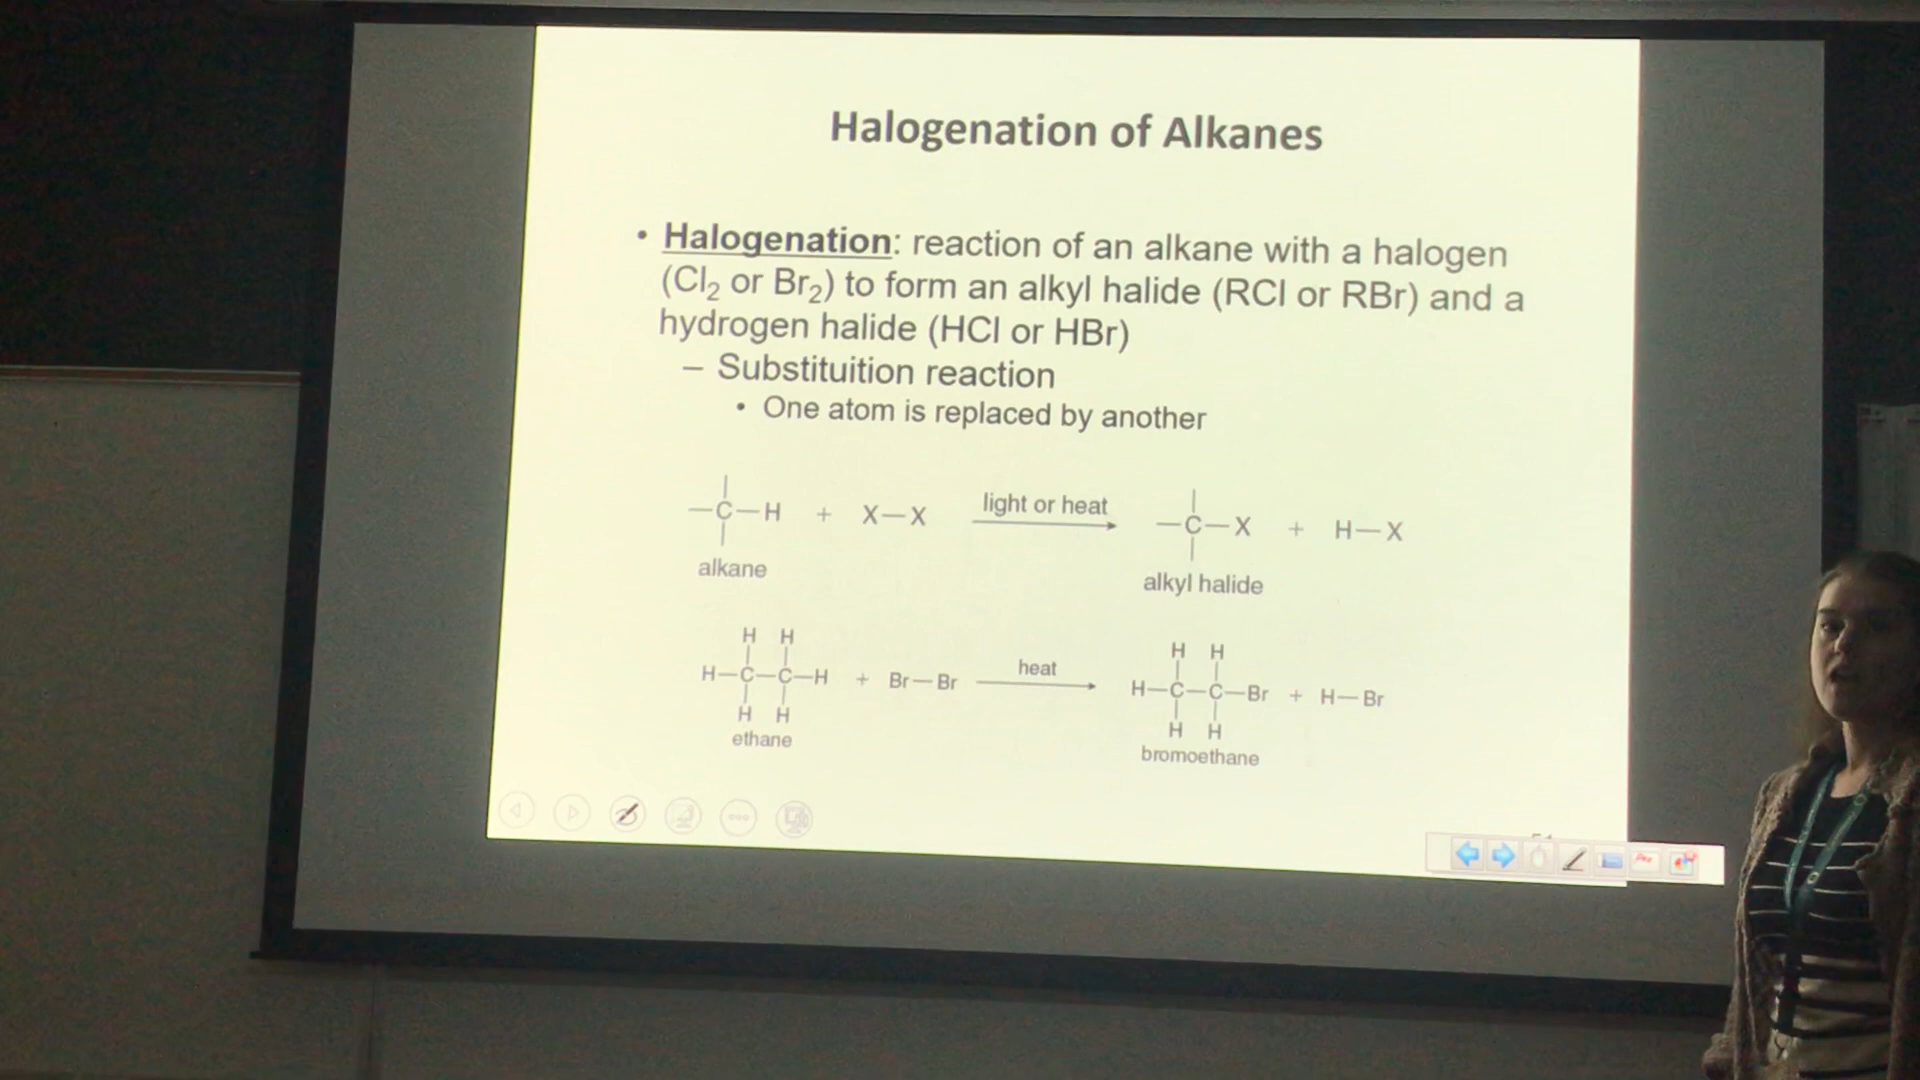 Halogenation of Alkanes
• Halogenation: reaction of an alkane with a halogen
(Cl₂ or Br₂) to form an alkyl halide (RCl or RBr) and a
hydrogen halide (HCl or HBr)
– Substituition reaction
• One atom is replaced by another
—C—H + X—X light or heat —C—X + H—X
alkane alkyl halide
H H H H
H—C—C—H + Br—Br heat H—C—C—Br + H—Br
H H H H
ethane bromoethane